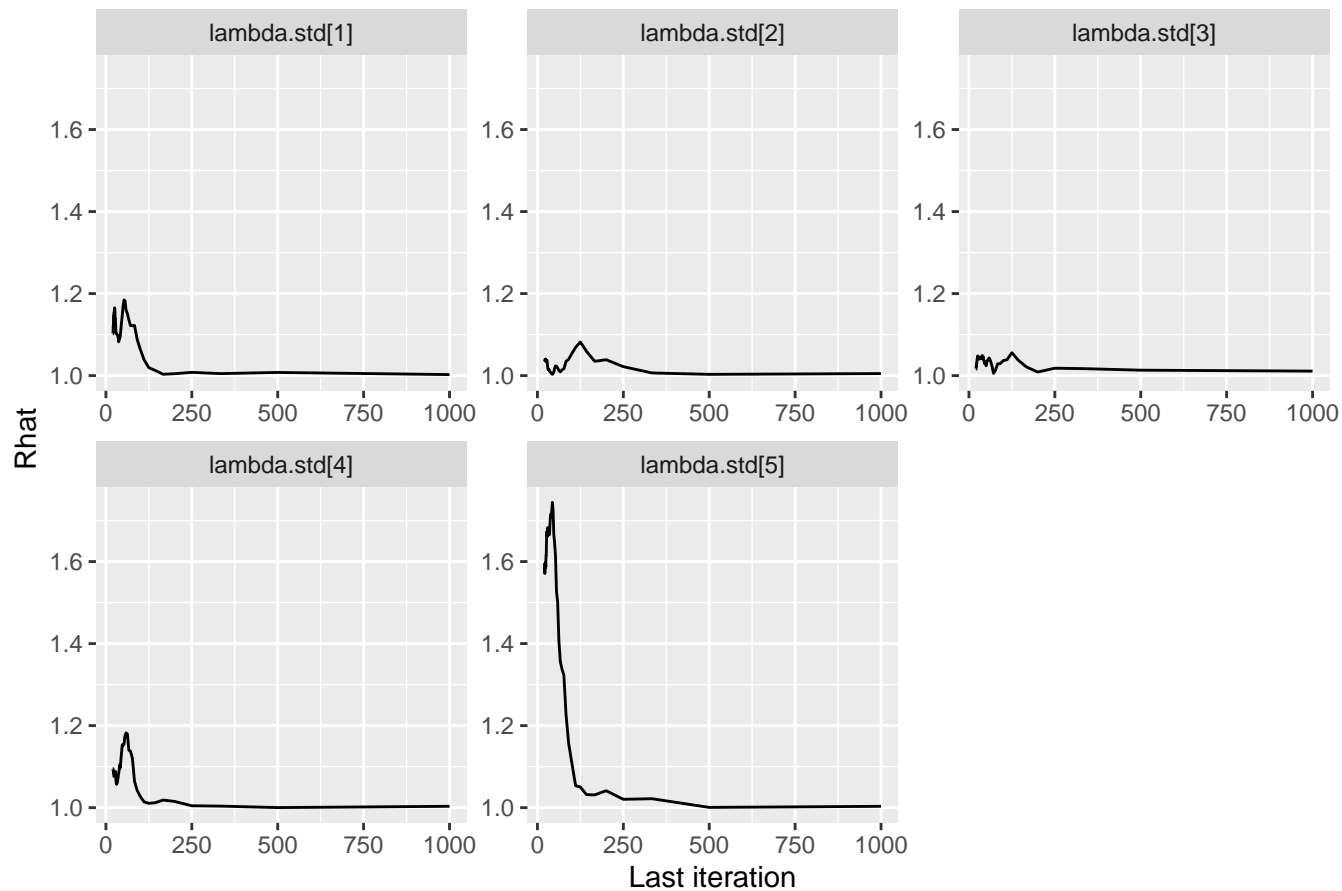 lambda.std[1] lambda.std[2] lambda.std[3]
1.6 1.6 1.6
1.4 1.4 1.4
1.2 1.2 1.2
1.0 1.0 1.0
0 250 500 750 1000 0 250 500 750 1000 0 250 500 750 1000
Rhat
lambda.std[4] lambda.std[5]
1.6 1.6
1.4 1.4
1.2 1.2
1.0 1.0
0 250 500 750 1000 0 250 500 750 1000
Last iteration